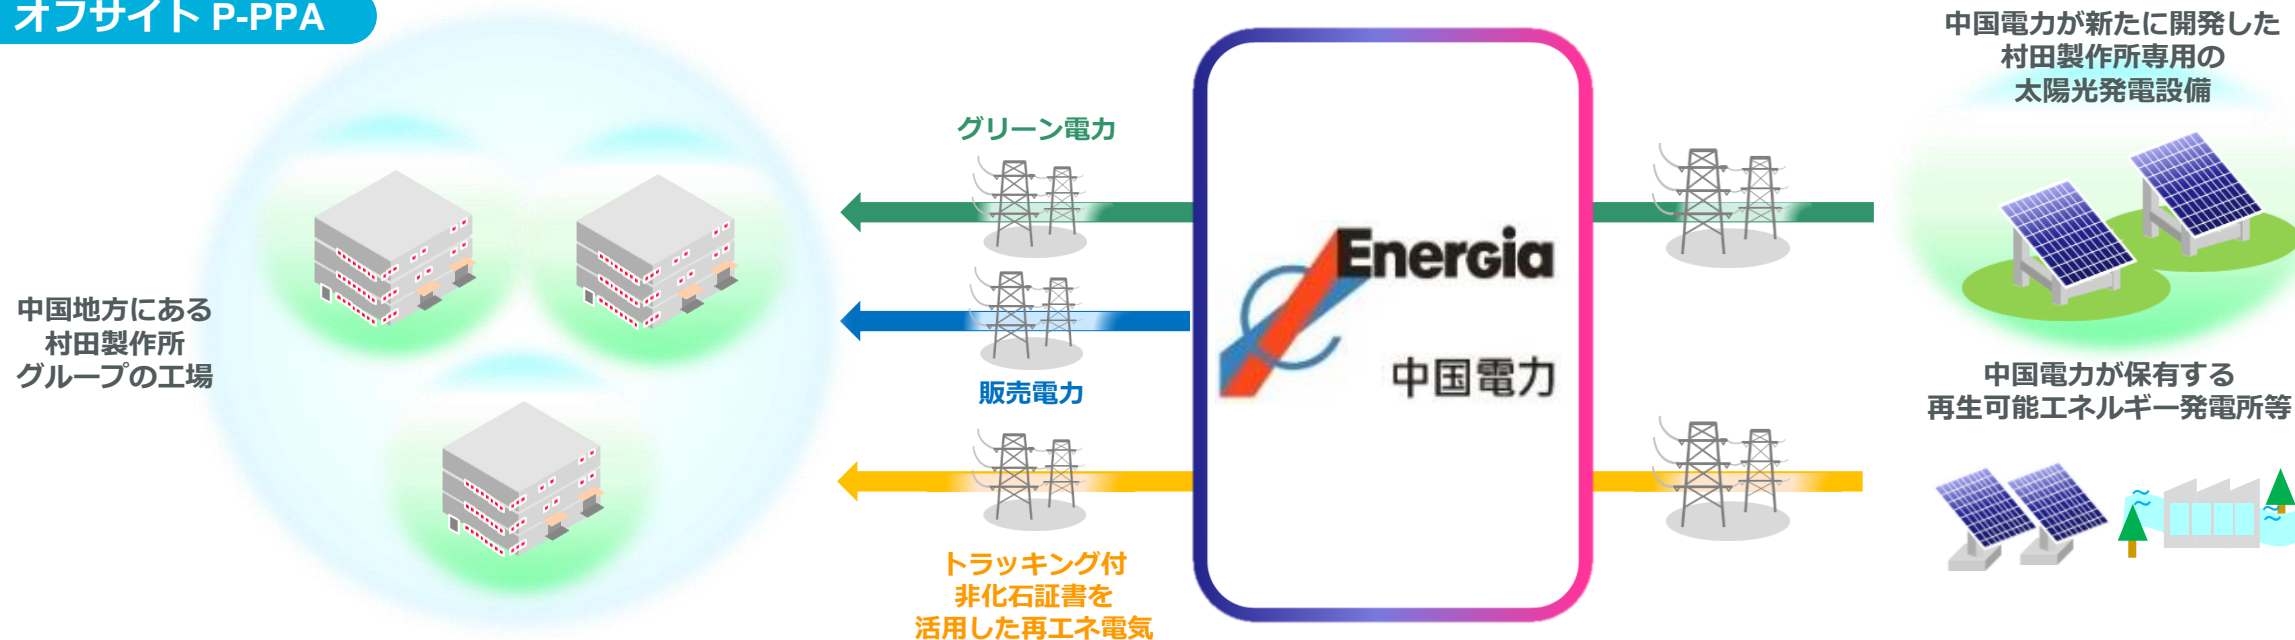 オフサイト P-PPA
中国地方にある
村田製作所
グループの工場
グリーン電力
販売電力
トラッキング付
非化石証書を
活用した再エネ電気
Energia
中国電力
中国電力が新たに開発した
村田製作所専用の
太陽光発電設備
中国電力が保有する
再生可能エネルギー発電所等